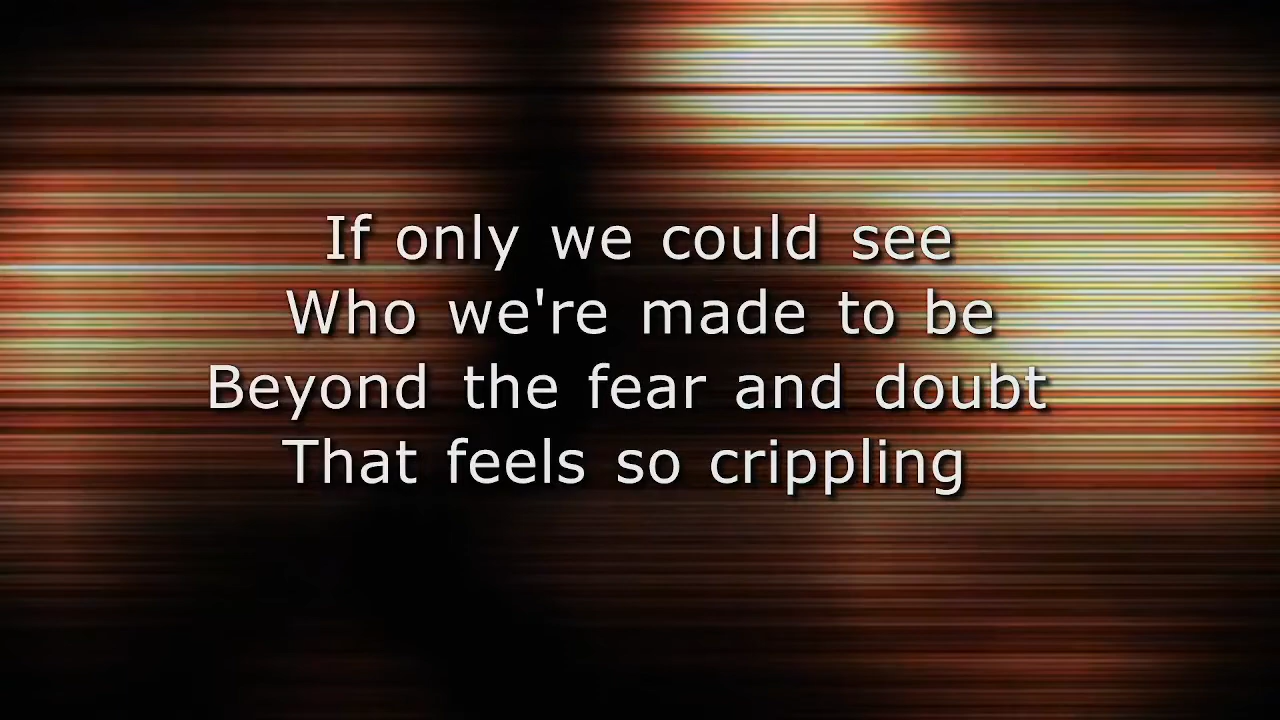 If only we could see
Who we're made to be
Beyond the fear and doubt
That feels so crippling